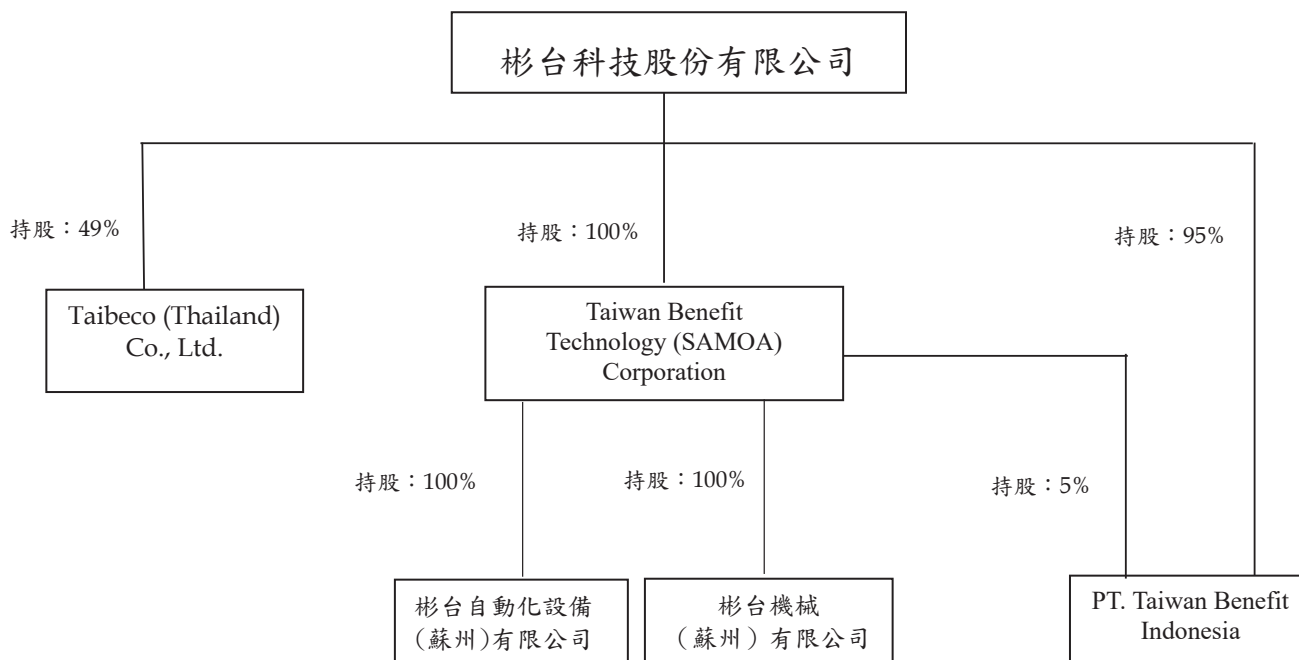 彬台科技股份有限公司
持股：49%
持股：100%
持股：95%
Taibeco (Thailand)
Co., Ltd.
Taiwan Benefit
Technology (SAMOA)
Corporation
持股：100%
持股：100%
持股：5%
彬台自動化設備
(蘇州)有限公司
彬台機械
（蘇州）有限公司
PT. Taiwan Benefit
Indonesia